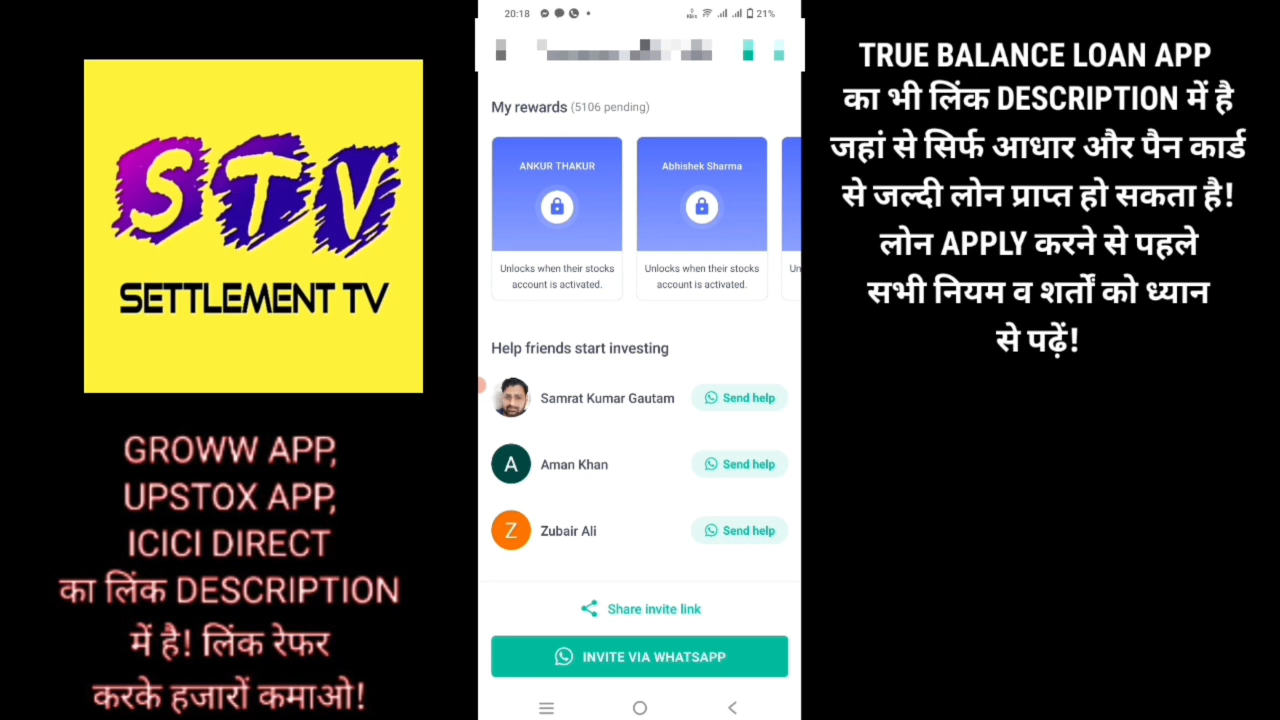 STV
SETTLEMENT TV
GROWW APP,
UPSTOX APP,
ICICI DIRECT
का लिंक DESCRIPTION
में है! लिंक रेफर
करके हजारों कमाओ!
20:18
21%
My rewards (5106 pending)
ANKUR THAKUR
Unlocks when their stocks
account is activated.
Abhishek Sharma
Unlocks when their stocks
account is activated.
Un
Help friends start investing
Samrat Kumar Gautam
Send help
A
Aman Khan
Send help
Z
Zubair Ali
Send help
Share invite link
INVITE VIA WHATSAPP
TRUE BALANCE LOAN APP
का भी लिंक DESCRIPTION में है
जहां से सिर्फ आधार और पैन कार्ड
से जल्दी लोन प्राप्त हो सकता है!
लोन APPLY करने से पहले
सभी नियम व शर्तों को ध्यान
से पढ़ें!